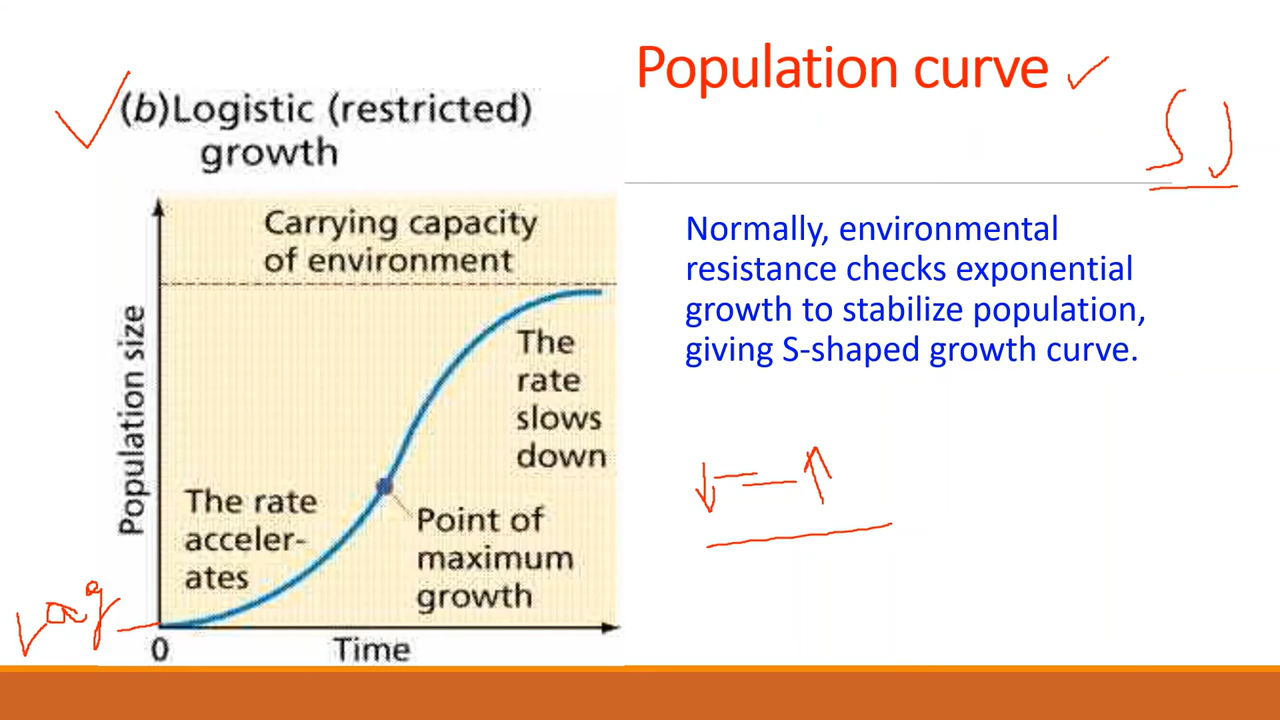 Population curve
(b)Logistic (restricted)
growth
S J
Carrying capacity
of environment
Normally, environmental
resistance checks exponential
growth to stabilize population,
giving S-shaped growth curve.
Population size
The
rate
slows
down
The rate
acceler-
ates
Point of
maximum
growth
Lag
0
Time